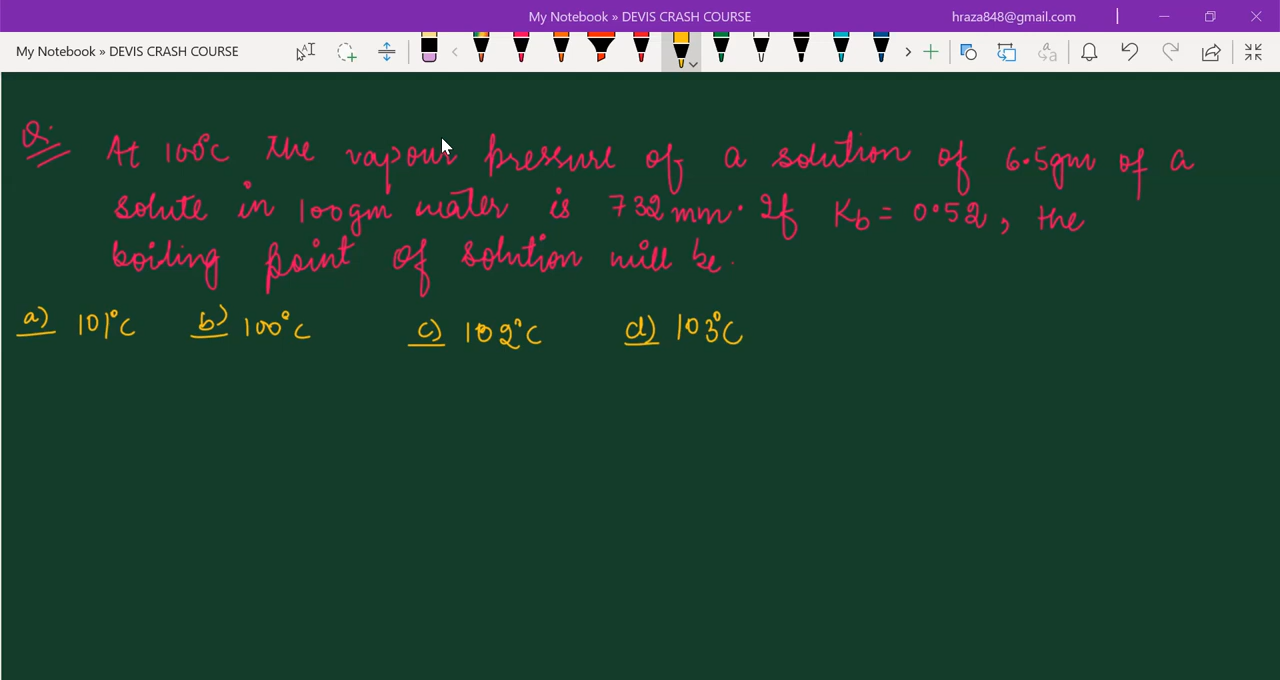 My Notebook » DEVIS CRASH COURSE
hraza848@gmail.com
My Notebook » DEVIS CRASH COURSE
Q: At 100°C the vapour pressure of a solution of 6.5gm of a
solute in 100gm water is 732mm. If Kb = 0.52, the
boiling point of solution will be.
a) 101°C b) 100°C c) 102°C d) 103°C